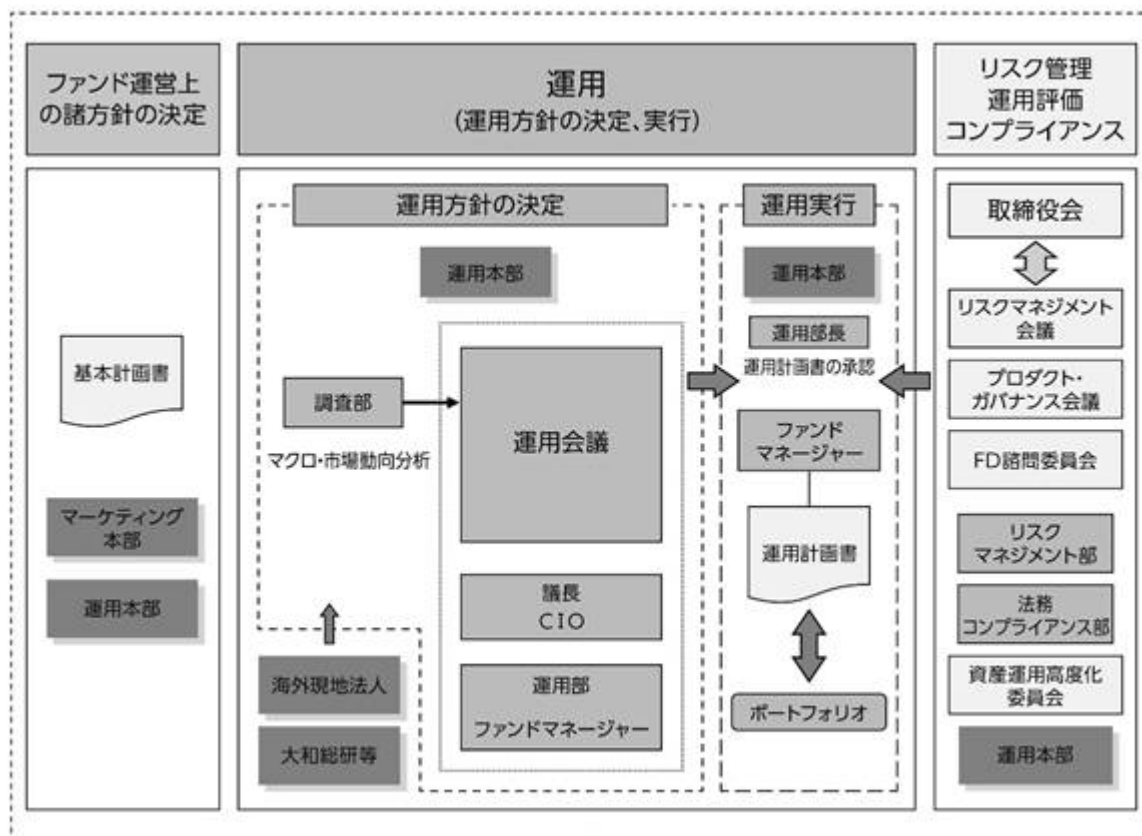 ファンド運営上
の諸方針の決定
運用
(運用方針の決定、実行)
リスク管理
運用評価
コンプライアンス
基本計画書
マーケティング
本部
運用本部
運用方針の決定
運用本部
調査部
マクロ・市場動向分析
運用会議
議長
CIO
運用部
ファンドマネージャー
海外現地法人
大和総研等
運用実行
運用本部
運用部長
運用計画書の承認
ファンド
マネージャー
運用計画書
ポートフォリオ
取締役会
リスクマネジメント
会議
プロダクト・
ガバナンス会議
FD諮問委員会
リスク
マネジメント部
法務
コンプライアンス部
資産運用高度化
委員会
運用本部